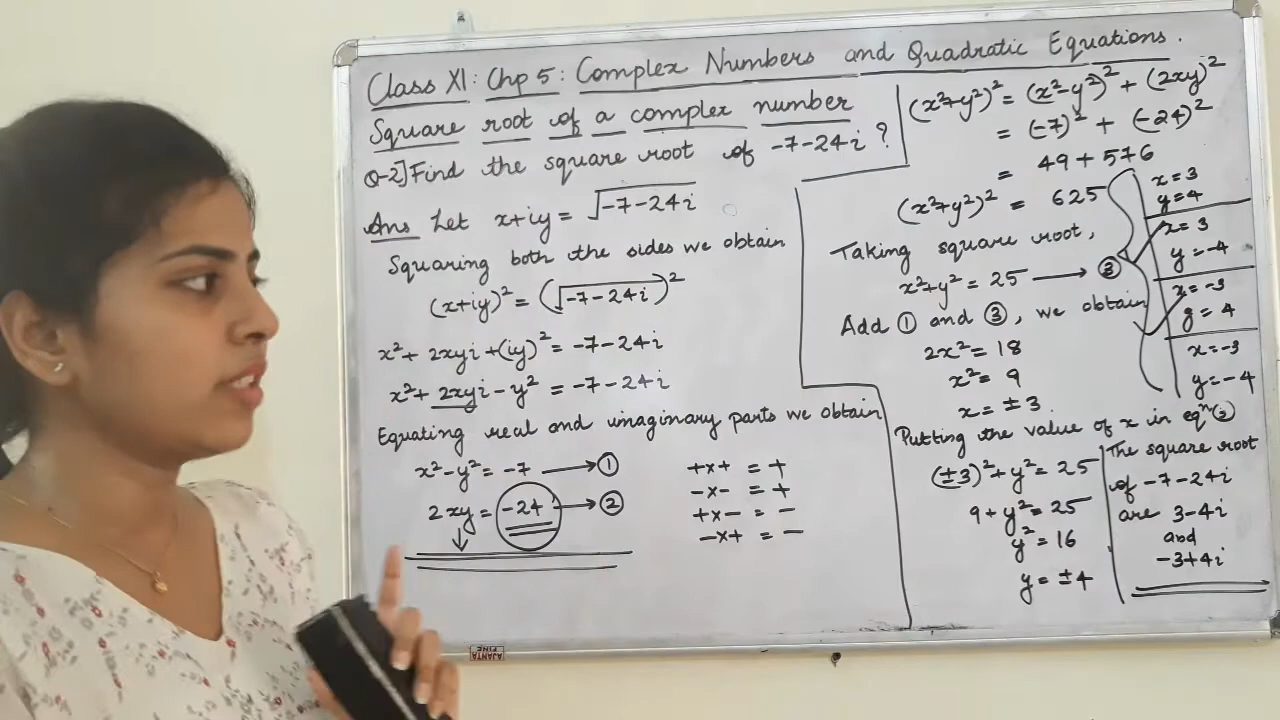 Class XI: Chp 5: Complex Numbers and Quadratic Equations.
Square root of a complex number
Q-2] Find the square root of -7-24i ?
Ans Let x+iy = √-7-24i
Squaring both the sides we obtain
(x+iy)² = (√-7-24i)²
x² + 2xyi + (iy)² = -7-24i
x² + 2xyi - y² = -7-24i
Equating real and imaginary parts we obtain
x² - y² = -7 → ①
2xy = -24 → ②
+x+ = +
-x- = +
+x- = -
-x+ = -
(x²+y²)² = (x²-y²)² + (2xy)²
= (-7)² + (-24)²
= 49 + 576
(x²+y²)² = 625
Taking square root,
x²+y² = 25 → ③
Add ① and ③, we obtain
2x² = 18
x² = 9
x = ±3
Putting the value of x in eqⁿ(3)
(±3)² + y² = 25
9 + y² = 25
y² = 16
y = ±4
x = 3
y = 4
x = 3
y = -4
x = -3
y = 4
x = -3
y = -4
The square root
of -7-24i
are 3-4i
and
-3+4i
AJANTA
FINE